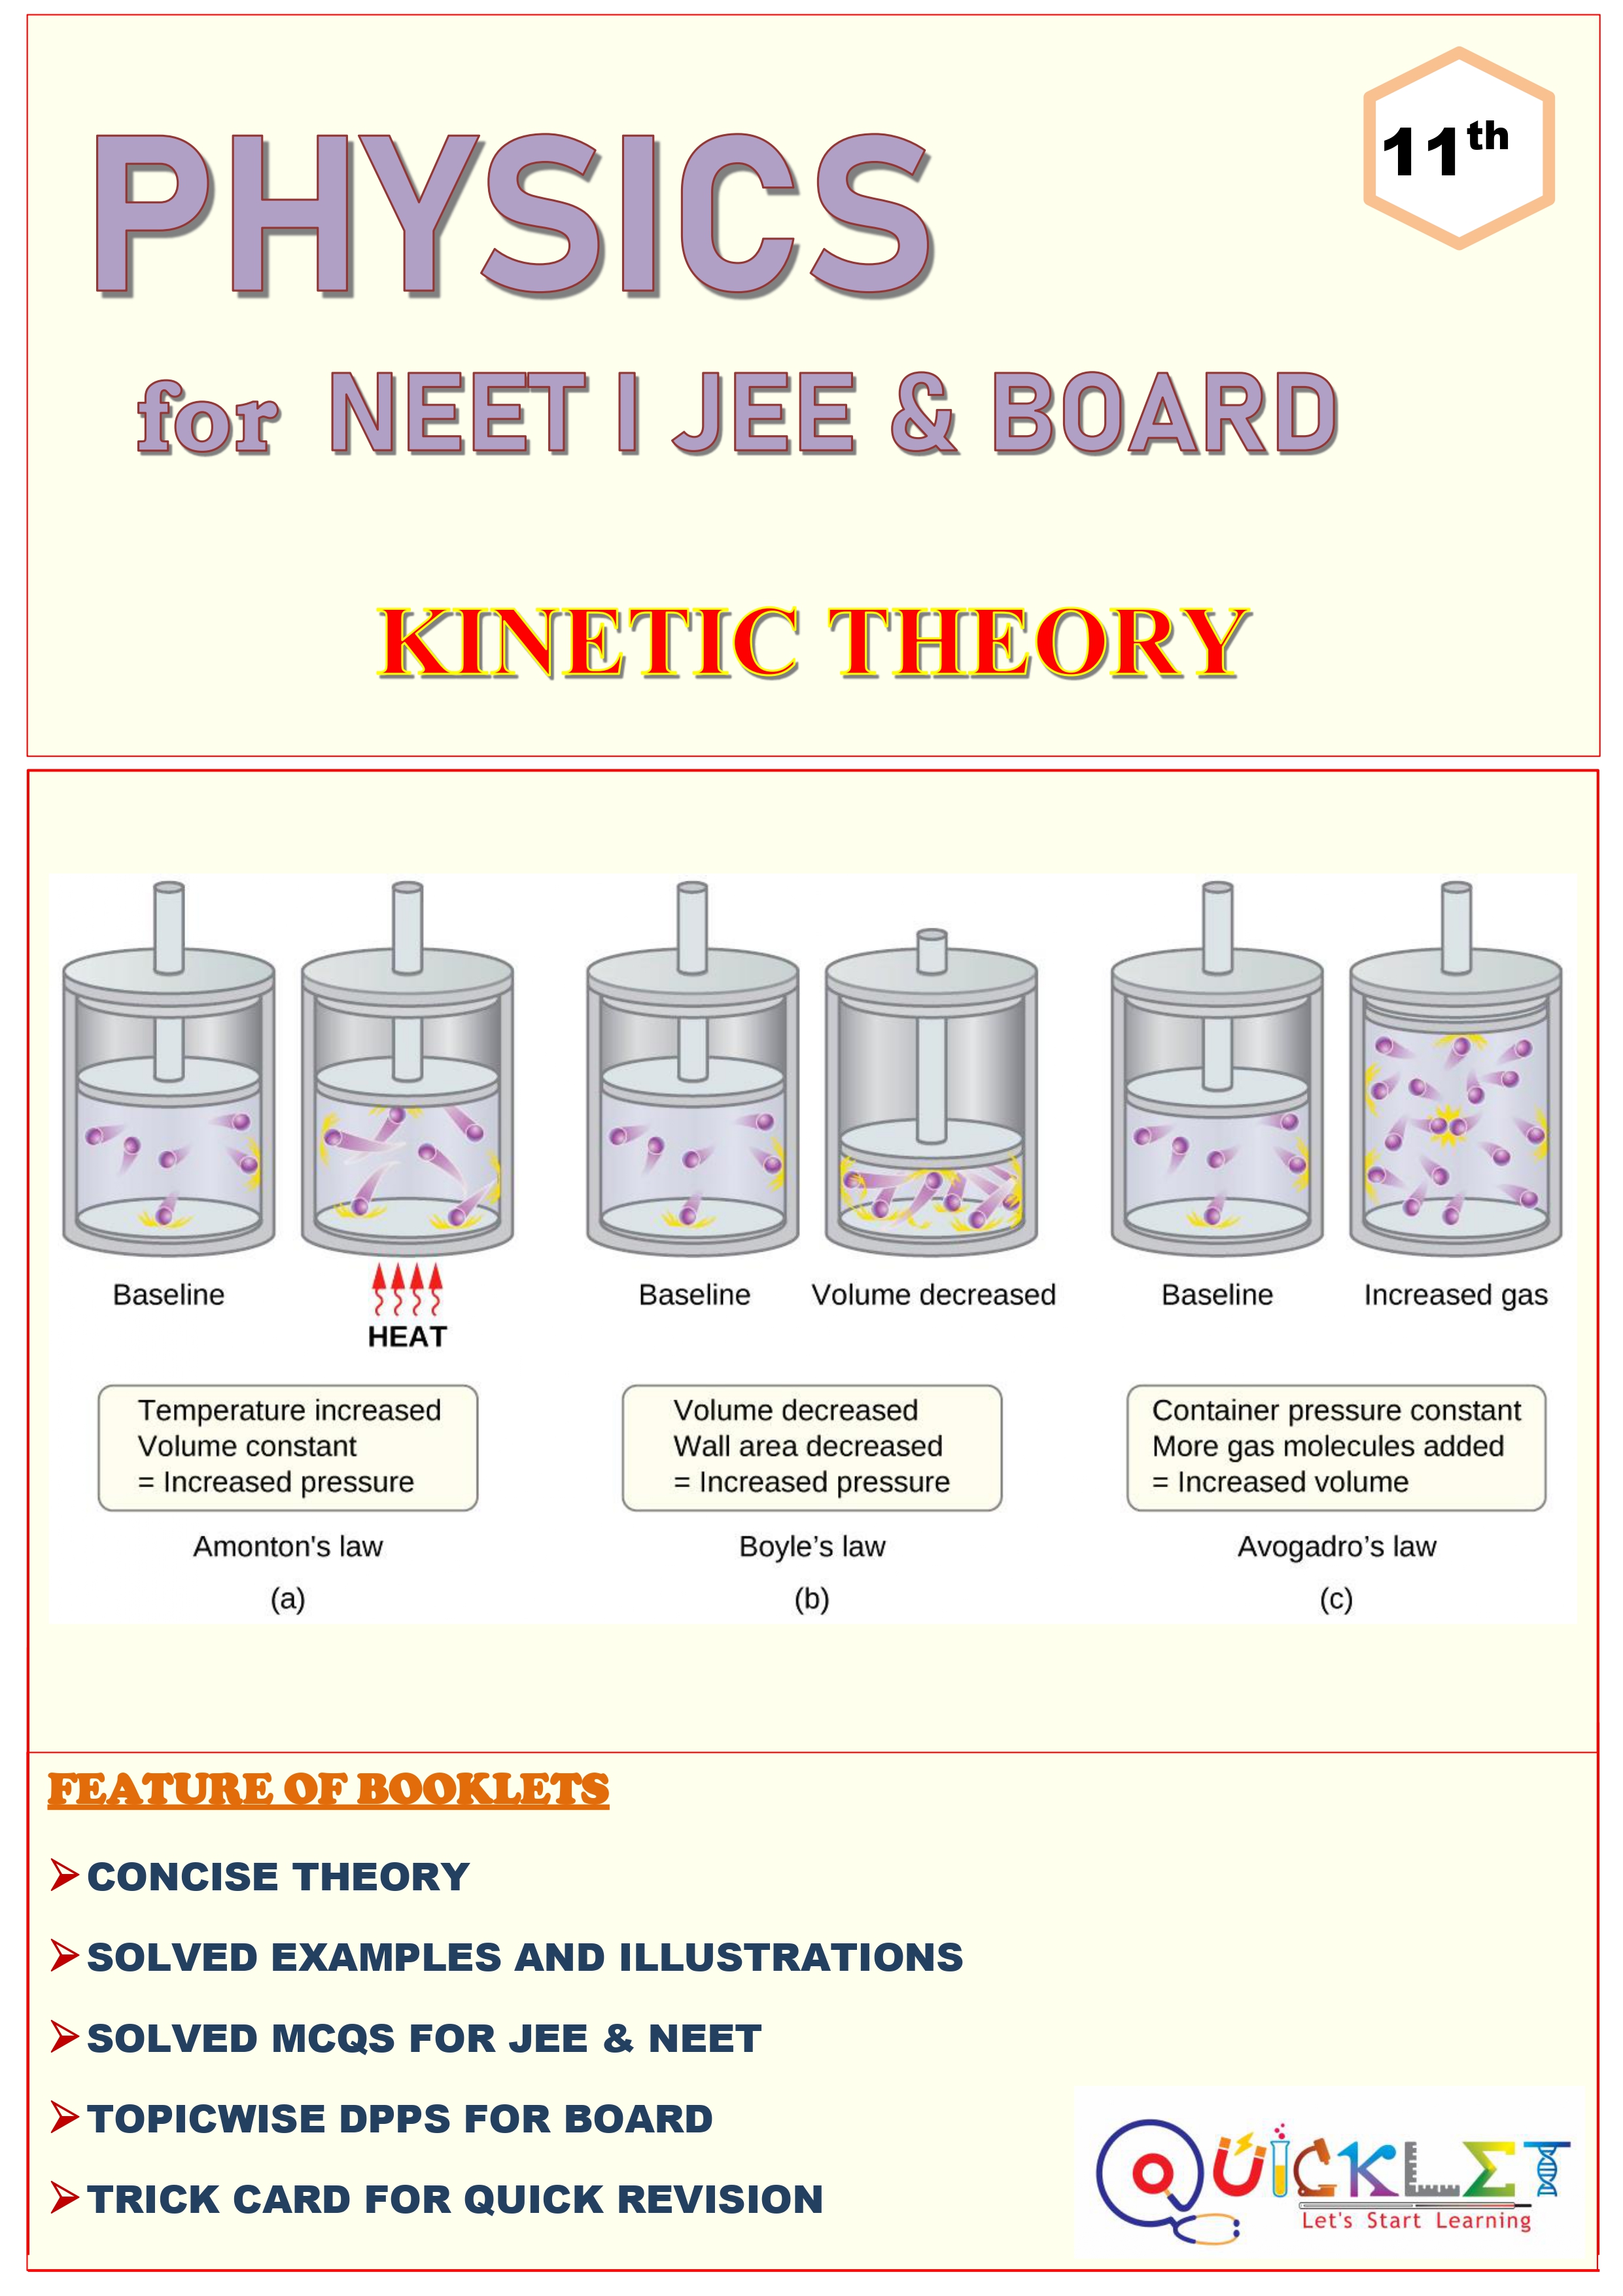 11th
PHYSICS
for NEET I JEE & BOARD
KINETIC THEORY
Baseline
HEAT
Baseline Volume decreased
Baseline Increased gas
Temperature increased
Volume constant
= Increased pressure
Volume decreased
Wall area decreased
= Increased pressure
Container pressure constant
More gas molecules added
= Increased volume
Amonton's law
Boyle’s law
Avogadro’s law
(a)
(b)
(c)
FEATURE OF BOOKLETS
CONCISE THEORY
SOLVED EXAMPLES AND ILLUSTRATIONS
SOLVED MCQS FOR JEE & NEET
TOPICWISE DPPS FOR BOARD
TRICK CARD FOR QUICK REVISION
QUICKLET
Let's Start Learning